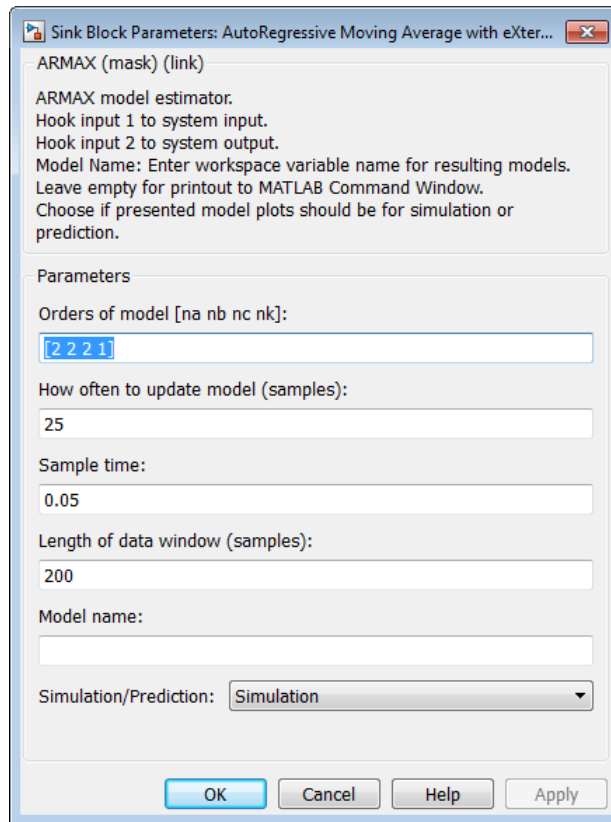 Sink Block Parameters: AutoRegressive Moving Average with eXter...
ARMAX (mask) (link)
ARMAX model estimator.
Hook input 1 to system input.
Hook input 2 to system output.
Model Name: Enter workspace variable name for resulting models.
Leave empty for printout to MATLAB Command Window.
Choose if presented model plots should be for simulation or
prediction.
Parameters
Orders of model [na nb nc nk]:
[2 2 2 1]
How often to update model (samples):
25
Sample time:
0.05
Length of data window (samples):
200
Model name:
Simulation/Prediction: Simulation
OK Cancel Help Apply